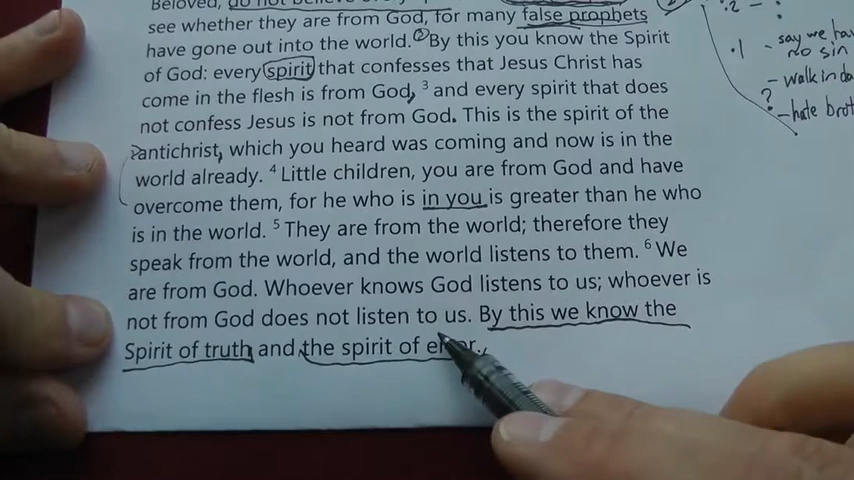 Beloved, do not believe every
see whether they are from God, for many false prophets
have gone out into the world. 2 By this you know the Spirit
of God: every spirit that confesses that Jesus Christ has
come in the flesh is from God, 3 and every spirit that does
not confess Jesus is not from God. This is the spirit of the
antichrist, which you heard was coming and now is in the
world already. 4 Little children, you are from God and have
overcome them, for he who is in you is greater than he who
is in the world. 5 They are from the world; therefore they
speak from the world, and the world listens to them. 6 We
are from God. Whoever knows God listens to us; whoever is
not from God does not listen to us. By this we know the
Spirit of truth and the spirit of error.
.2 - :
.1 - say we hav
no sin
- walk in da
? - hate brot